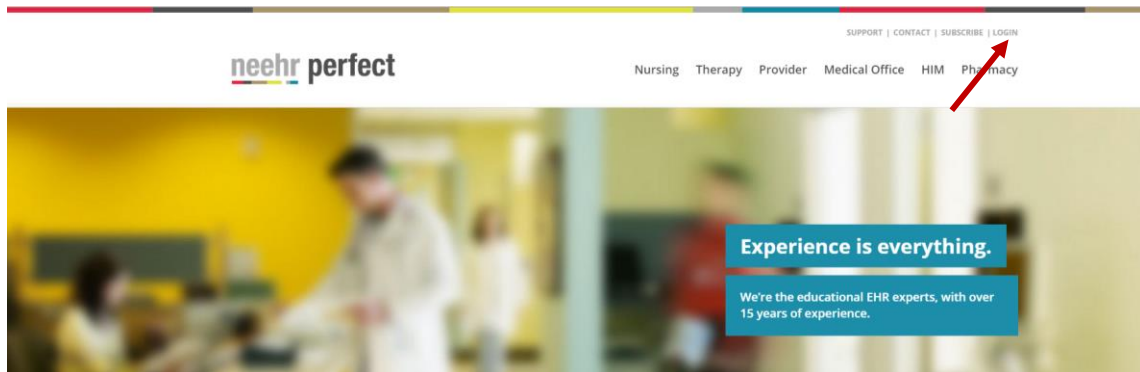 SUPPORT | CONTACT | SUBSCRIBE | LOGIN
neehr perfect
Nursing Therapy Provider Medical Office HIM Pharmacy
Experience is everything.
We're the educational EHR experts, with over
15 years of experience.